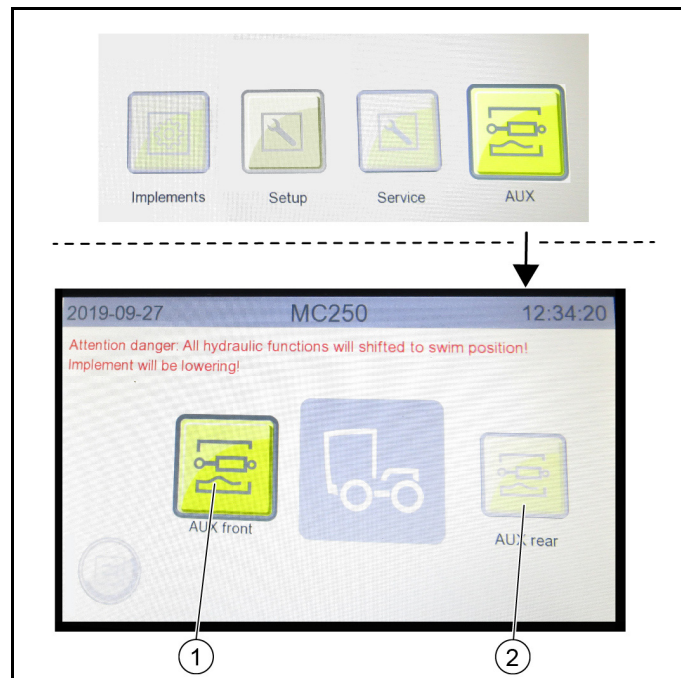 Implements
Setup
Service
AUX
2019-09-27
MC250
12:34:20
Attention danger: All hydraulic functions will shifted to swim position!
Implement will be lowering!
AUX front
AUX rear
1
2